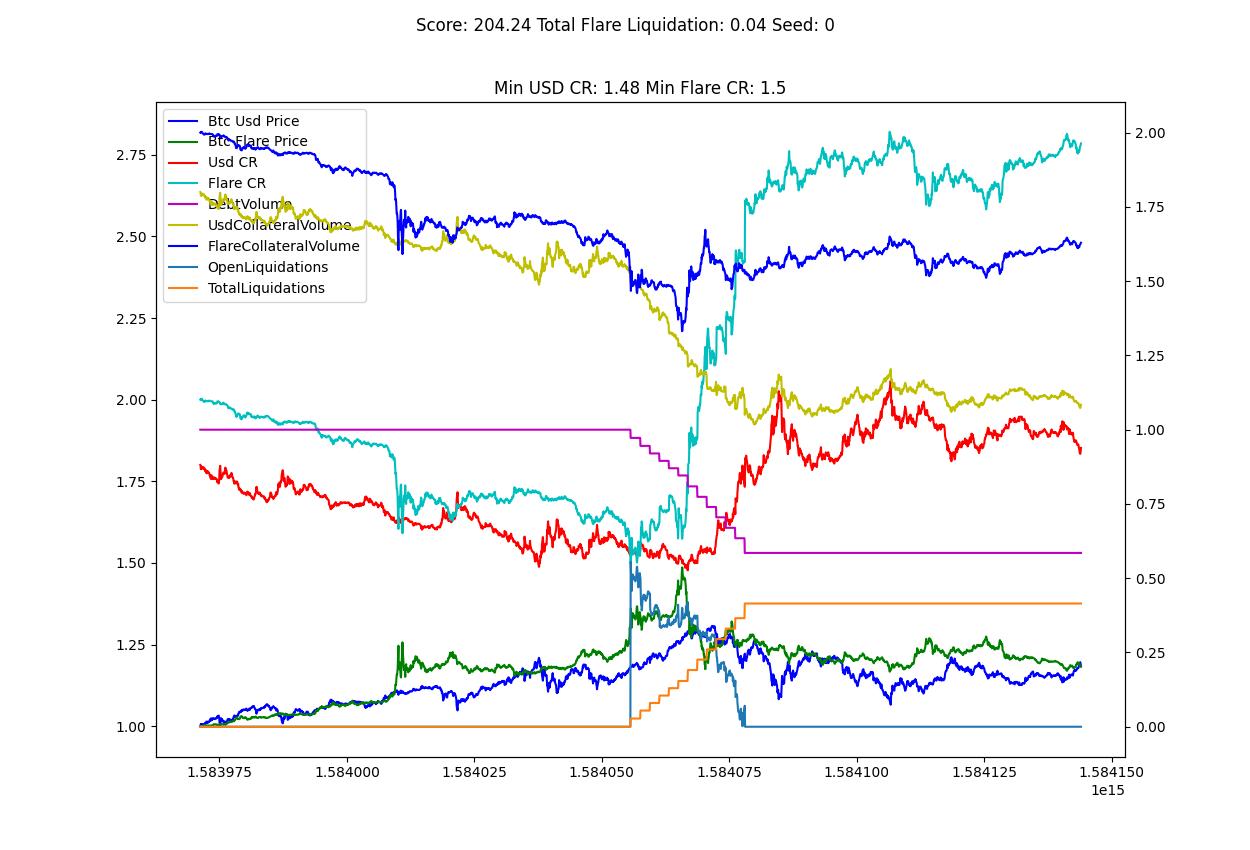 Score: 204.24 Total Flare Liquidation: 0.04 Seed: 0
Min USD CR: 1.48 Min Flare CR: 1.5
Btc Usd Price
Btc Flare Price
Usd CR
Flare CR
DebtVolume
UsdCollateralVolume
FlareCollateralVolume
OpenLiquidations
TotalLiquidations
2.75
2.50
2.25
2.00
1.75
1.50
1.25
1.00
2.00
1.75
1.50
1.25
1.00
0.75
0.50
0.25
0.00
1.583975 1.584000 1.584025 1.584050 1.584075 1.584100 1.584125 1.584150
1e15